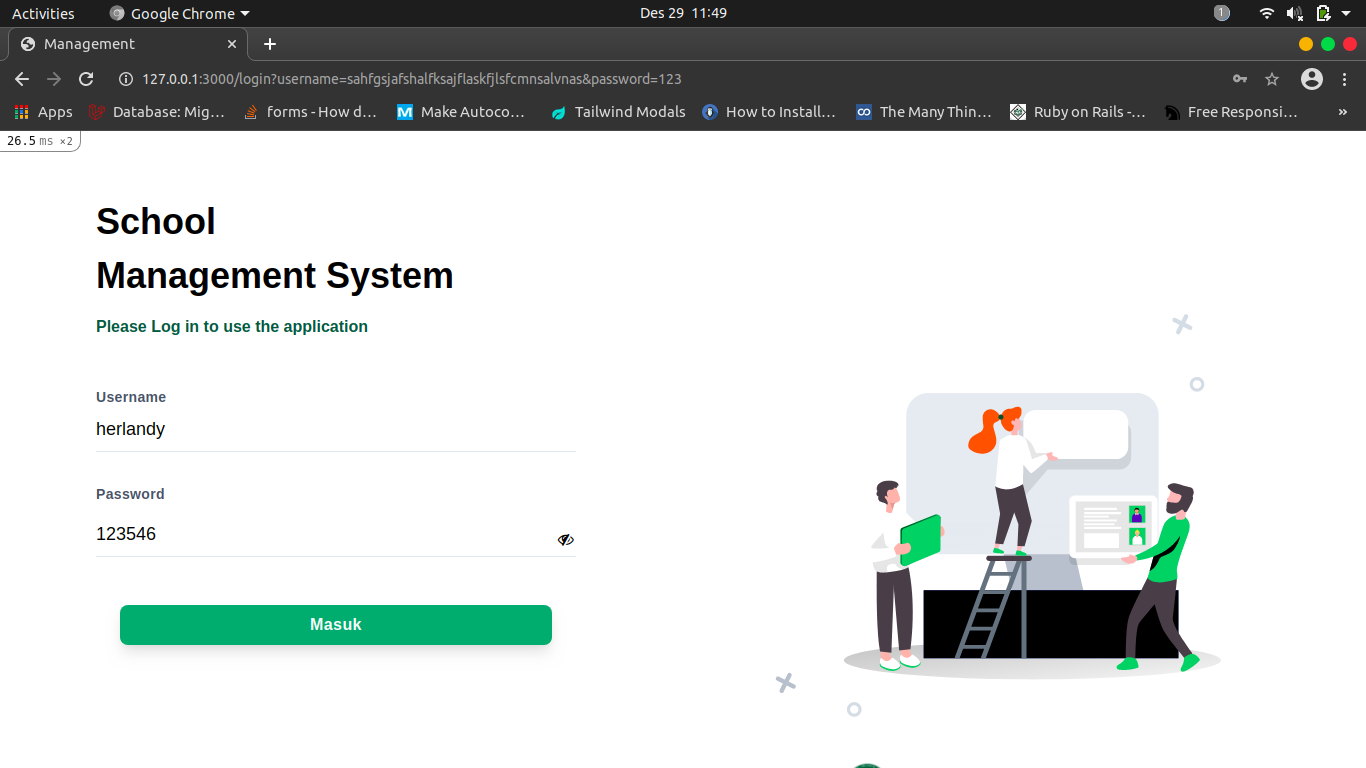 Activities Google Chrome Des 29 11:49 1
Management
127.0.0.1:3000/login?username=sahfgsjafshalfksajflaskfjlsfcmnsalvnas&password=123
Apps Database: Mig... forms - How d... M Make Autoco... Tailwind Modals How to Install... The Many Thin... Ruby on Rails -... Free Responsi... »
26.5 ms ×2
School
Management System
Please Log in to use the application
Username
herlandy
Password
123546
Masuk